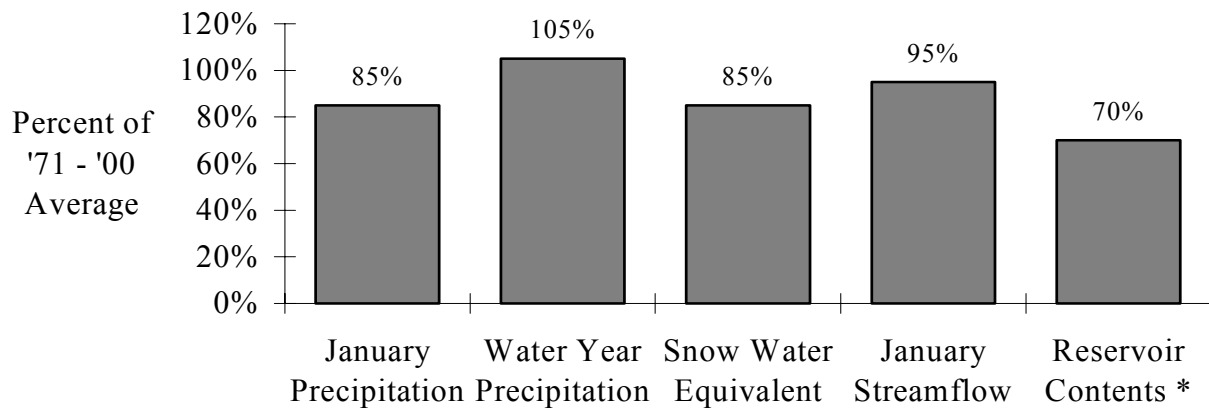 Percent of
'71 - '00
Average
120%
100%
80%
60%
40%
20%
0%
85%
105%
85%
95%
70%
January
Precipitation
Water Year
Precipitation
Snow Water
Equivalent
January
Streamflow
Reservoir
Contents *